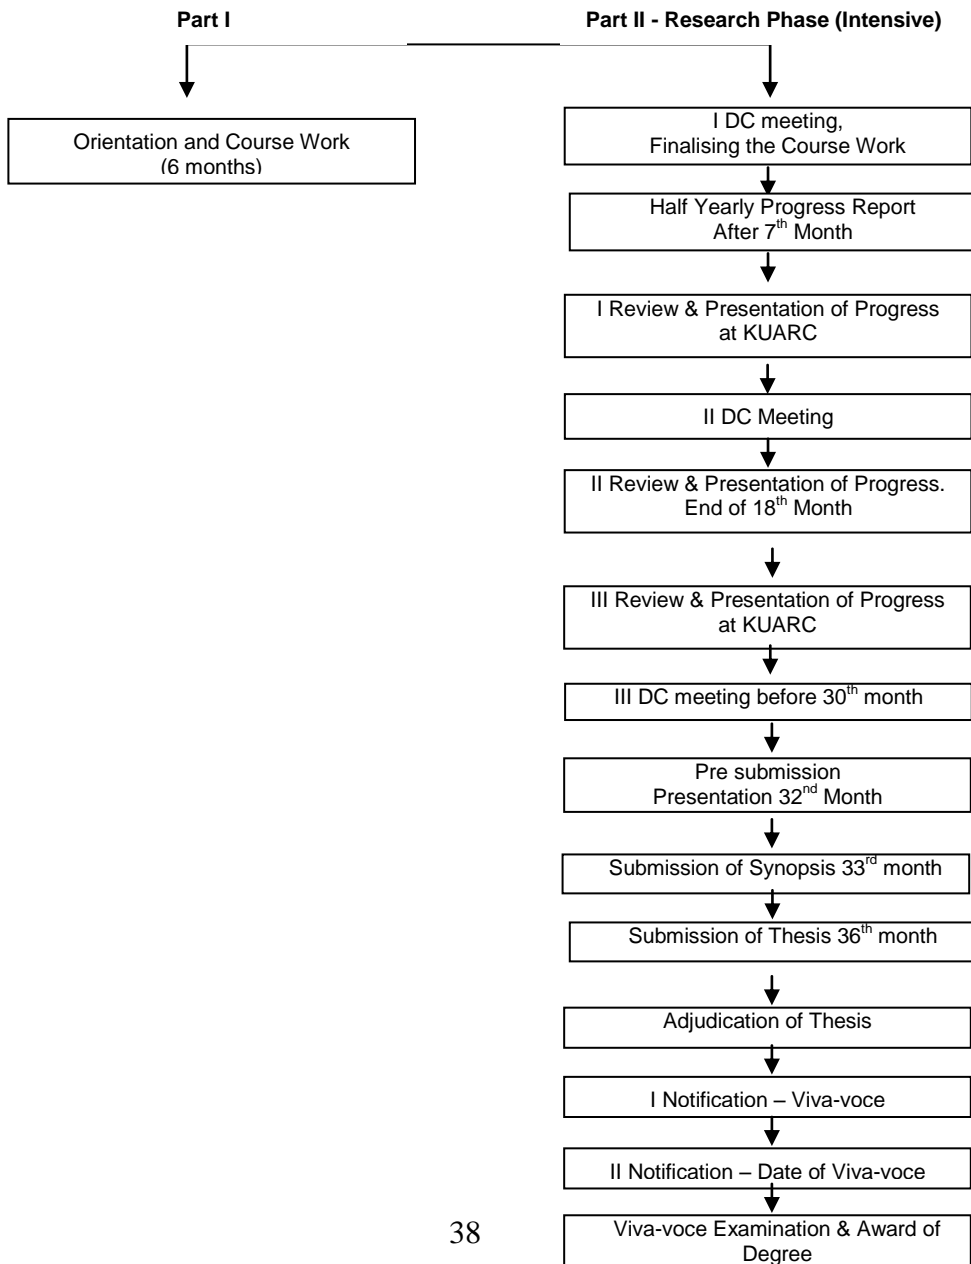 Part I
Part II - Research Phase (Intensive)
Orientation and Course Work
(6 months)
I DC meeting,
Finalising the Course Work
Half Yearly Progress Report
After 7th Month
I Review & Presentation of Progress
at KUARC
II DC Meeting
II Review & Presentation of Progress.
End of 18th Month
III Review & Presentation of Progress
at KUARC
III DC meeting before 30th month
Pre submission
Presentation 32nd Month
Submission of Synopsis 33rd month
Submission of Thesis 36th month
Adjudication of Thesis
I Notification – Viva-voce
II Notification – Date of Viva-voce
Viva-voce Examination & Award of
Degree
38